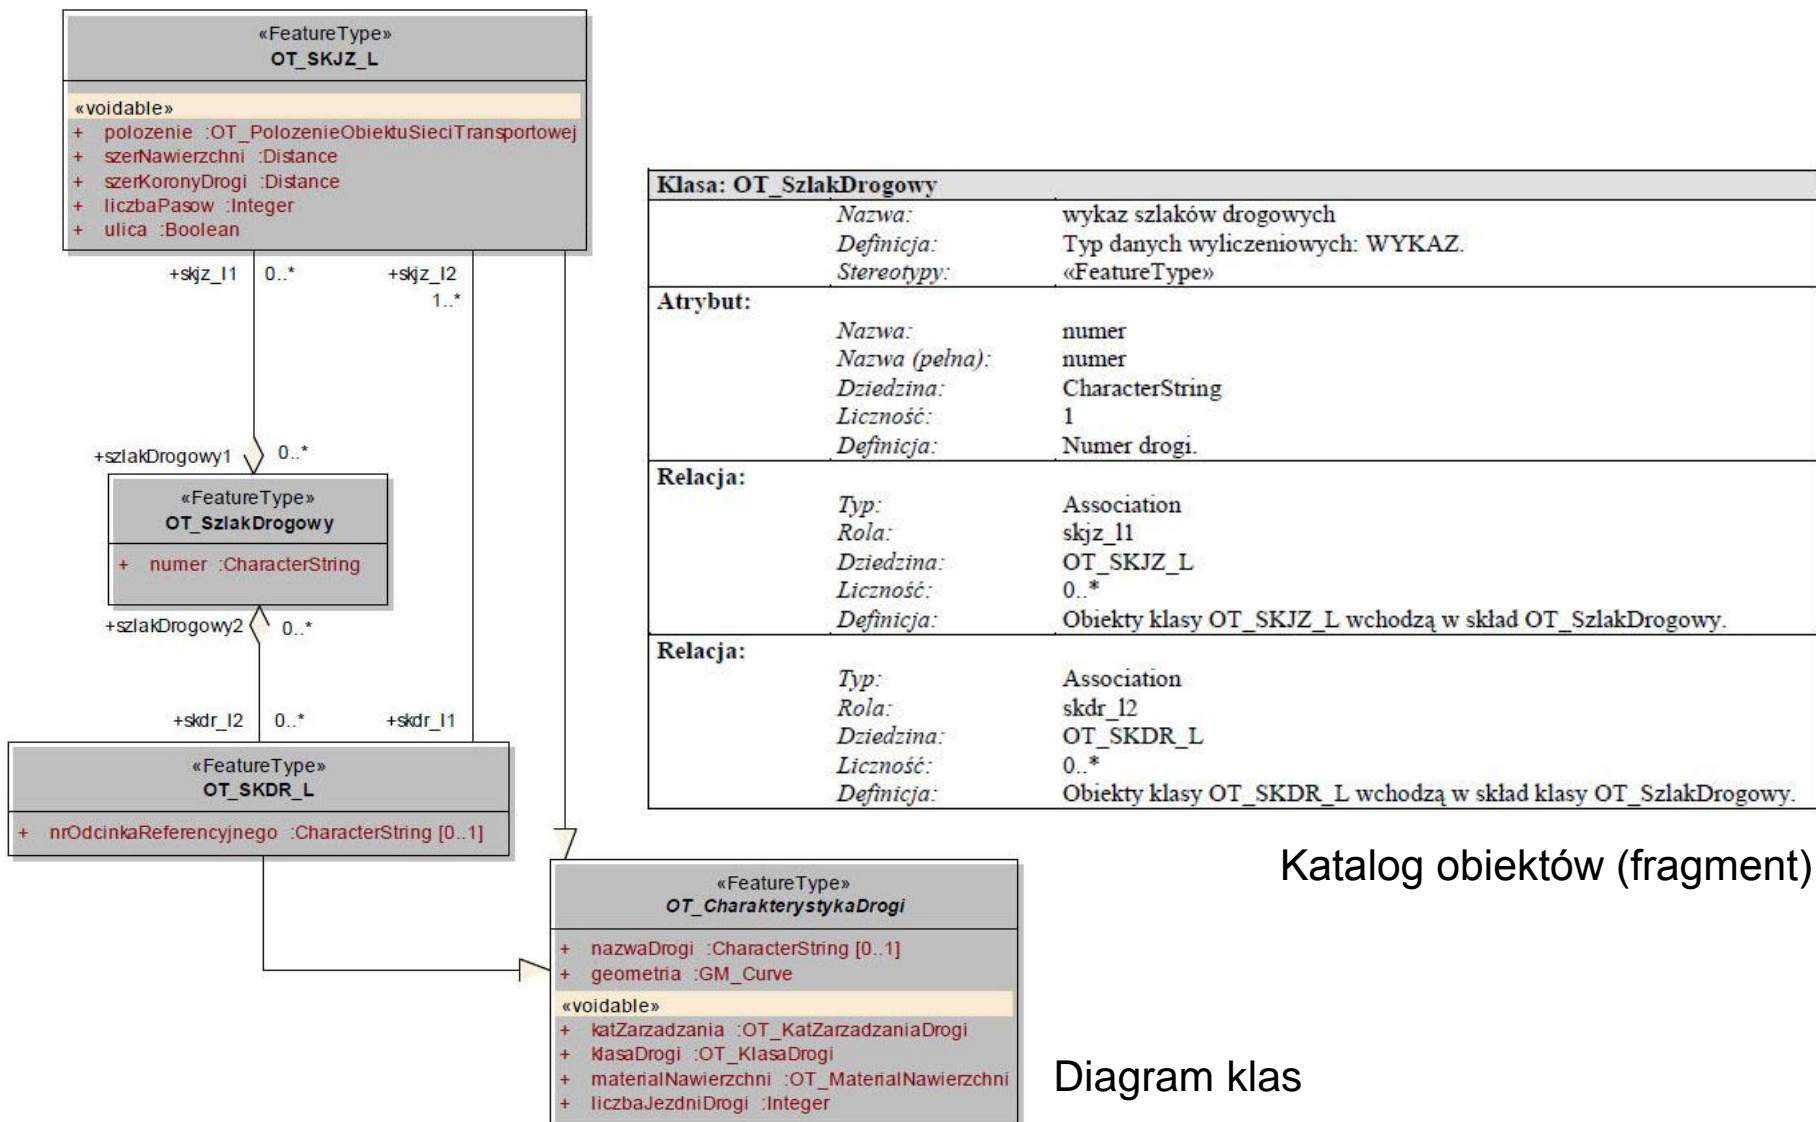 «FeatureType»
OT_SKJZ_L
«voidable»
+ polozenie :OT_PolozenieObiektuSieciTransportowej
+ szerNawierzchni :Distance
+ szerKoronyDrogi :Distance
+ liczbaPasow :Integer
+ ulica :Boolean
+skjz_l1 0..* +skjz_l2
1..*
+szlakDrogowy1 0..*
«FeatureType»
OT_SzlakDrogowy
+ numer :CharacterString
+szlakDrogowy2 0..*
+skdr_l2 0..* +skdr_l1
«FeatureType»
OT_SKDR_L
+ nrOdcinkaReferencyjnego :CharacterString [0..1]
«FeatureType»
OT_CharakterystykaDrogi
+ nazwaDrogi :CharacterString [0..1]
+ geometria :GM_Curve
«voidable»
+ katZarzadzania :OT_KatZarzadzaniaDrogi
+ klasaDrogi :OT_KlasaDrogi
+ materialNawierzchni :OT_MaterialNawierzchni
+ liczbaJezdniDrogi :Integer
Klasa: OT_SzlakDrogowy
Nazwa: wykaz szlaków drogowych
Definicja: Typ danych wyliczeniowych: WYKAZ.
Stereotypy: «FeatureType»
Atrybut:
Nazwa: numer
Nazwa (pełna): numer
Dziedzina: CharacterString
Liczność: 1
Definicja: Numer drogi.
Relacja:
Typ: Association
Rola: skjz_l1
Dziedzina: OT_SKJZ_L
Liczność: 0..*
Definicja: Obiekty klasy OT_SKJZ_L wchodzą w skład OT_SzlakDrogowy.
Relacja:
Typ: Association
Rola: skdr_l2
Dziedzina: OT_SKDR_L
Liczność: 0..*
Definicja: Obiekty klasy OT_SKDR_L wchodzą w skład klasy OT_SzlakDrogowy.
Katalog obiektów (fragment)
Diagram klas